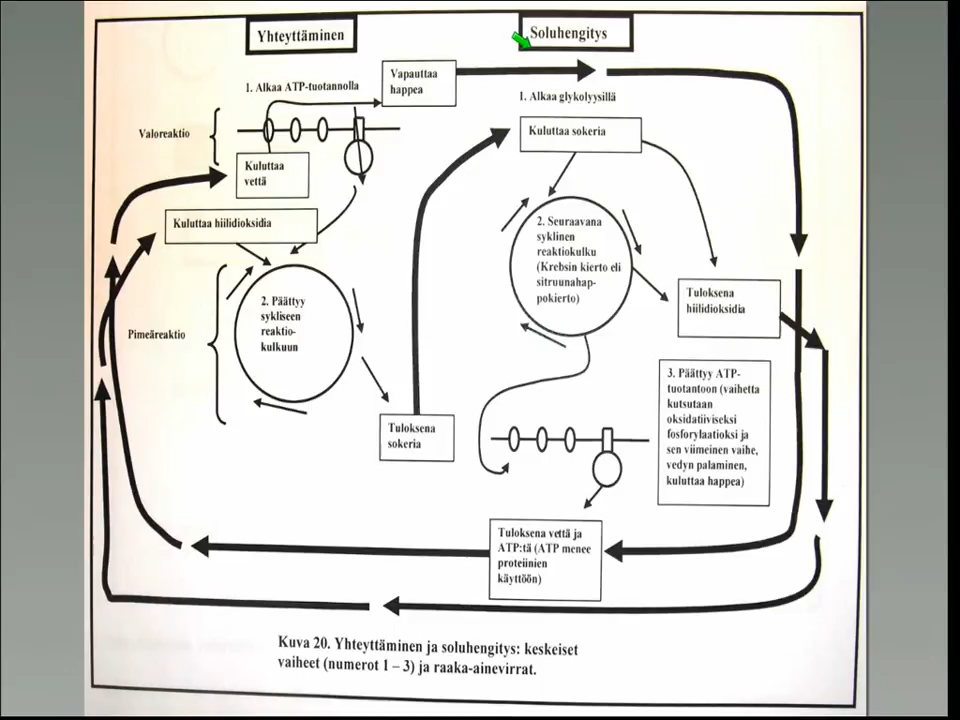 Yhteyttäminen
Soluhengitys
1. Alkaa ATP-tuotannolla
Vapauttaa
happea
1. Alkaa glykolyysillä
Valoreaktio
Kuluttaa
vettä
Kuluttaa sokeria
Kuluttaa hiilidioksidia
2. Seuraavana
syklinen
reaktiokulku
(Krebsin kierto eli
sitruunahap-
pokierto)
2. Päättyy
sykliseen
reaktio-
kulkuun
Tuloksena
hiilidioksidia
Pimeäreaktio
3. Päättyy ATP-
tuotantoon (vaihetta
kutsutaan
oksidatiiviseksi
fosforylaatioksi ja
sen viimeinen vaihe,
vedyn palaminen,
kuluttaa happea)
Tuloksena
sokeria
Tuloksena vettä ja
ATP:tä (ATP menee
proteiinien
käyttöön)
Kuva 20. Yhteyttäminen ja soluhengitys: keskeiset
vaiheet (numerot 1 – 3) ja raaka-ainevirrat.